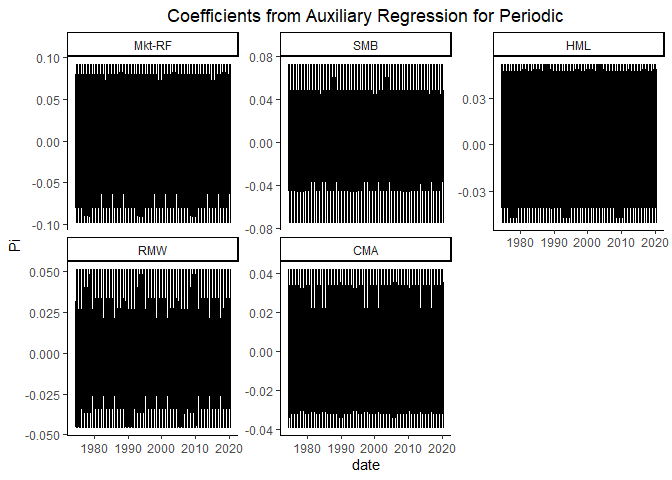 Coefficients from Auxiliary Regression for Periodic
Mkt-RF
SMB
HML
0.10
0.05
0.00
-0.05
-0.10
0.08
0.04
0.00
-0.04
-0.08
0.03
0.00
-0.03
1980 1990 2000 2010 2020
Pi
RMW
CMA
0.050
0.025
0.000
-0.025
-0.050
0.04
0.02
0.00
-0.02
-0.04
1980 1990 2000 2010 2020
1980 1990 2000 2010 2020
date